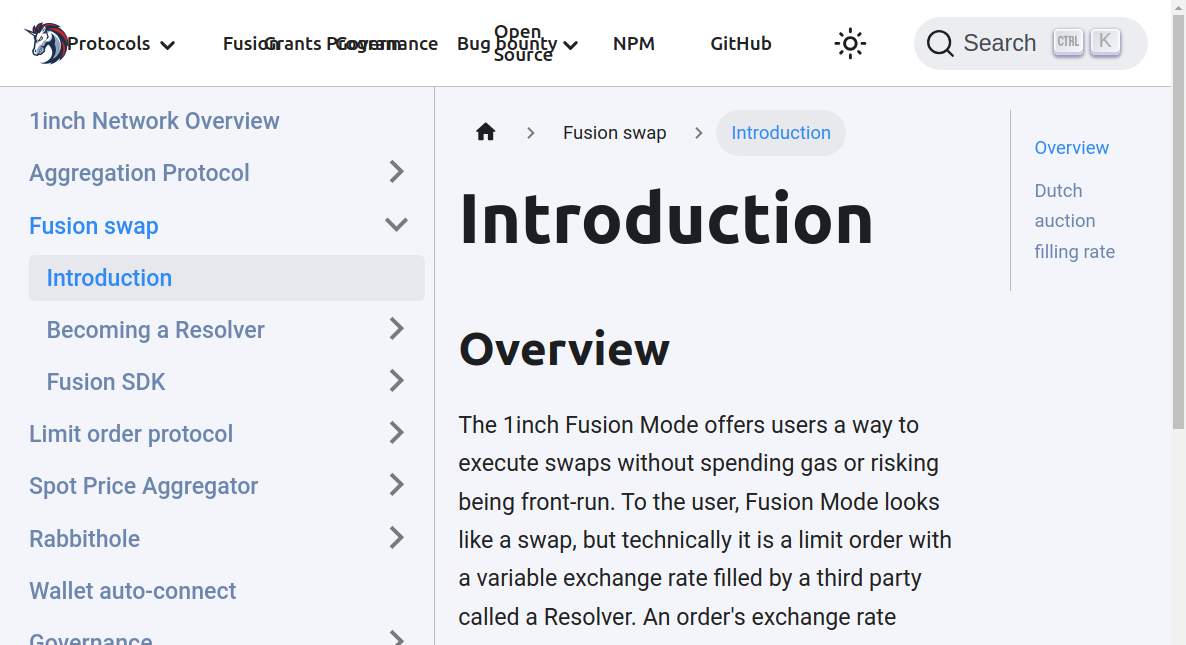 Protocols
Fusion
Grants Program
Governance
Bug bounty
Open
Source
NPM
GitHub
Search CTRL K
1inch Network Overview
Aggregation Protocol
Fusion swap
Introduction
Becoming a Resolver
Fusion SDK
Limit order protocol
Spot Price Aggregator
Rabbithole
Wallet auto-connect
Governance
Fusion swap
Introduction
Introduction
Overview
The 1inch Fusion Mode offers users a way to
execute swaps without spending gas or risking
being front-run. To the user, Fusion Mode looks
like a swap, but technically it is a limit order with
a variable exchange rate filled by a third party
called a Resolver. An order's exchange rate
Overview
Dutch
auction
filling rate